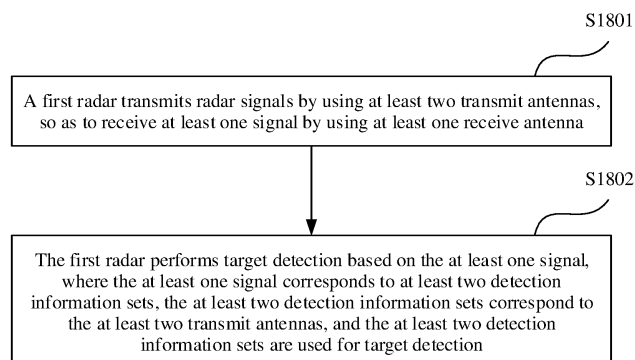 S1801
A first radar transmits radar signals by using at least two transmit antennas,
so as to receive at least one signal by using at least one receive antenna
S1802
The first radar performs target detection based on the at least one signal,
where the at least one signal corresponds to at least two detection
information sets, the at least two detection information sets correspond to
the at least two transmit antennas, and the at least two detection
information sets are used for target detection